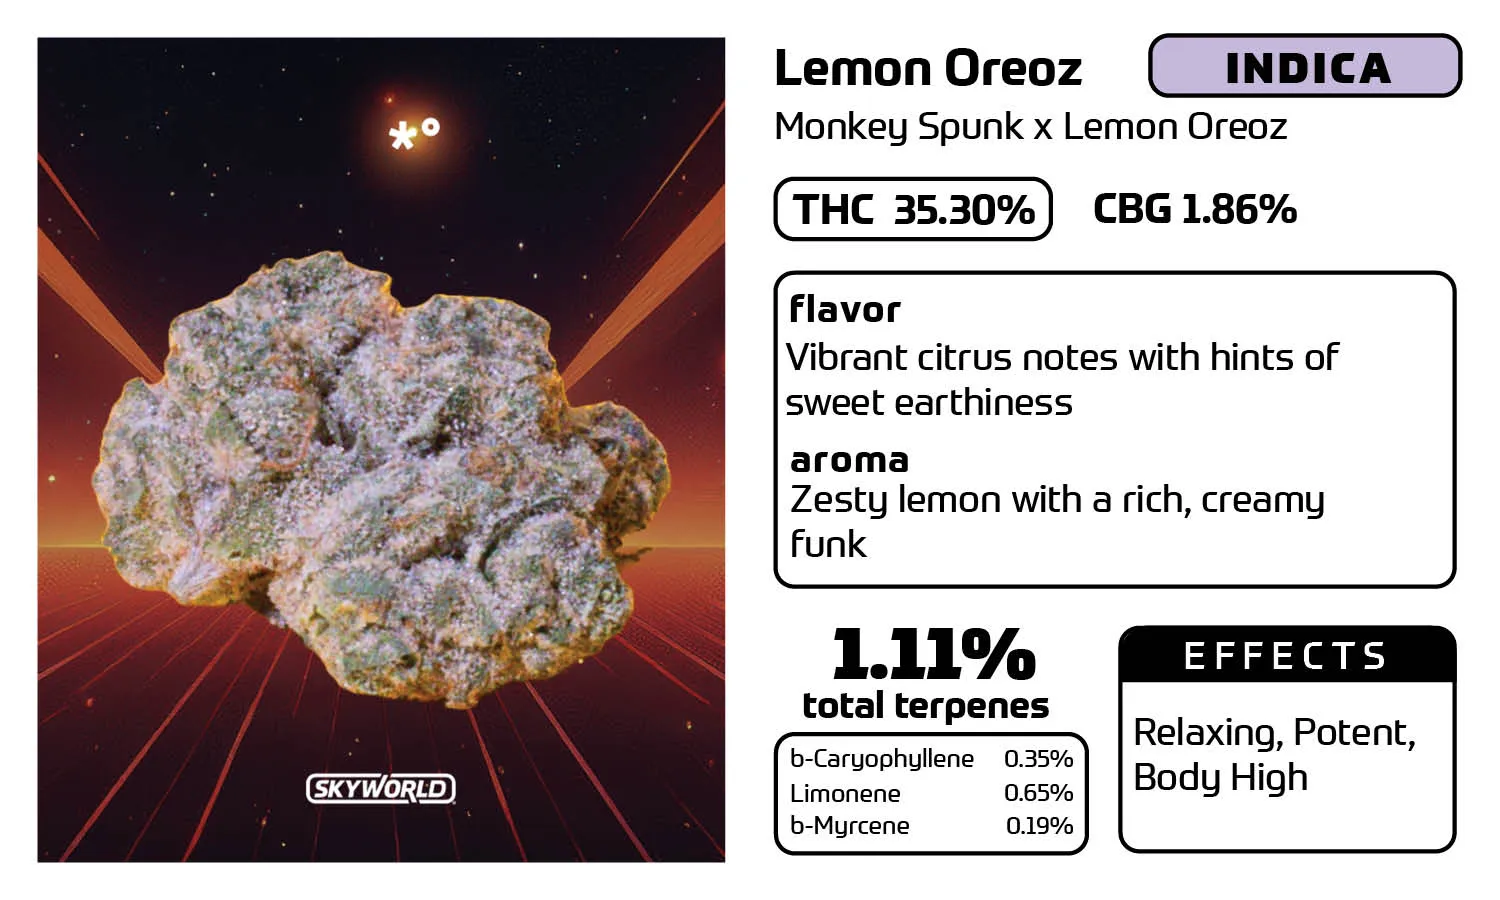 *°
SKYWORLD
Lemon Oreoz
INDICA
Monkey Spunk x Lemon Oreoz
THC 35.30%
CBG 1.86%
flavor
Vibrant citrus notes with hints of
sweet earthiness
aroma
Zesty lemon with a rich, creamy
funk
1.11%
total terpenes
b-Caryophyllene 0.35%
Limonene 0.65%
b-Myrcene 0.19%
EFFECTS
Relaxing, Potent,
Body High